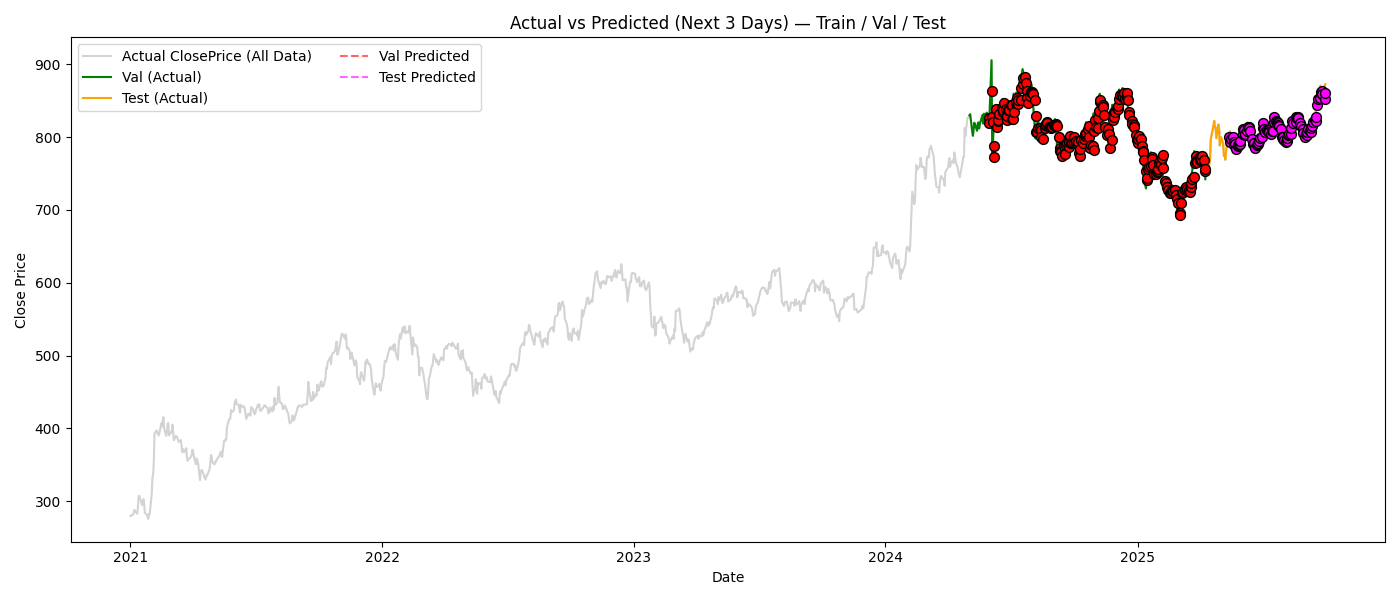 Actual vs Predicted (Next 3 Days) — Train / Val / Test
Actual ClosePrice (All Data)
Val (Actual)
Test (Actual)
Val Predicted
Test Predicted
Close Price
900
800
700
600
500
400
300
2021
2022
2023
2024
2025
Date